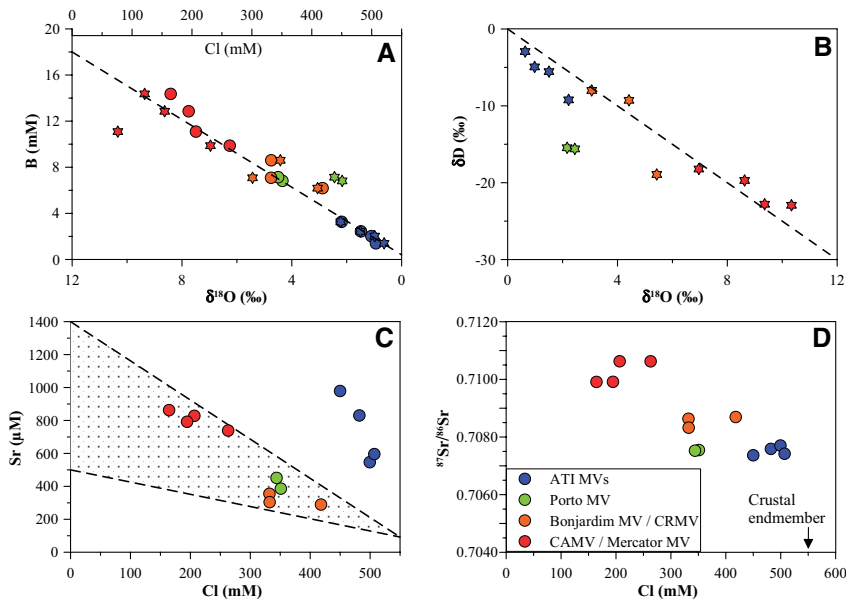 0 100 200 300 400 500
Cl (mM)
A
B (mM)
20
16
12
8
4
0
12 8 4 0
δ¹⁸O (‰)
B
δD (‰)
0
-10
-20
-30
0 4 8 12
δ¹⁸O (‰)
C
Sr (µM)
1400
1200
1000
800
600
400
200
0
0 100 200 300 400 500
Cl (mM)
D
⁸⁷Sr/⁸⁶Sr
0.7120
0.7100
0.7080
0.7060
0.7040
ATI MVs
Porto MV
Bonjardim MV / CRMV
CAMV / Mercator MV
Crustal
endmember
0 100 200 300 400 500 600
Cl (mM)